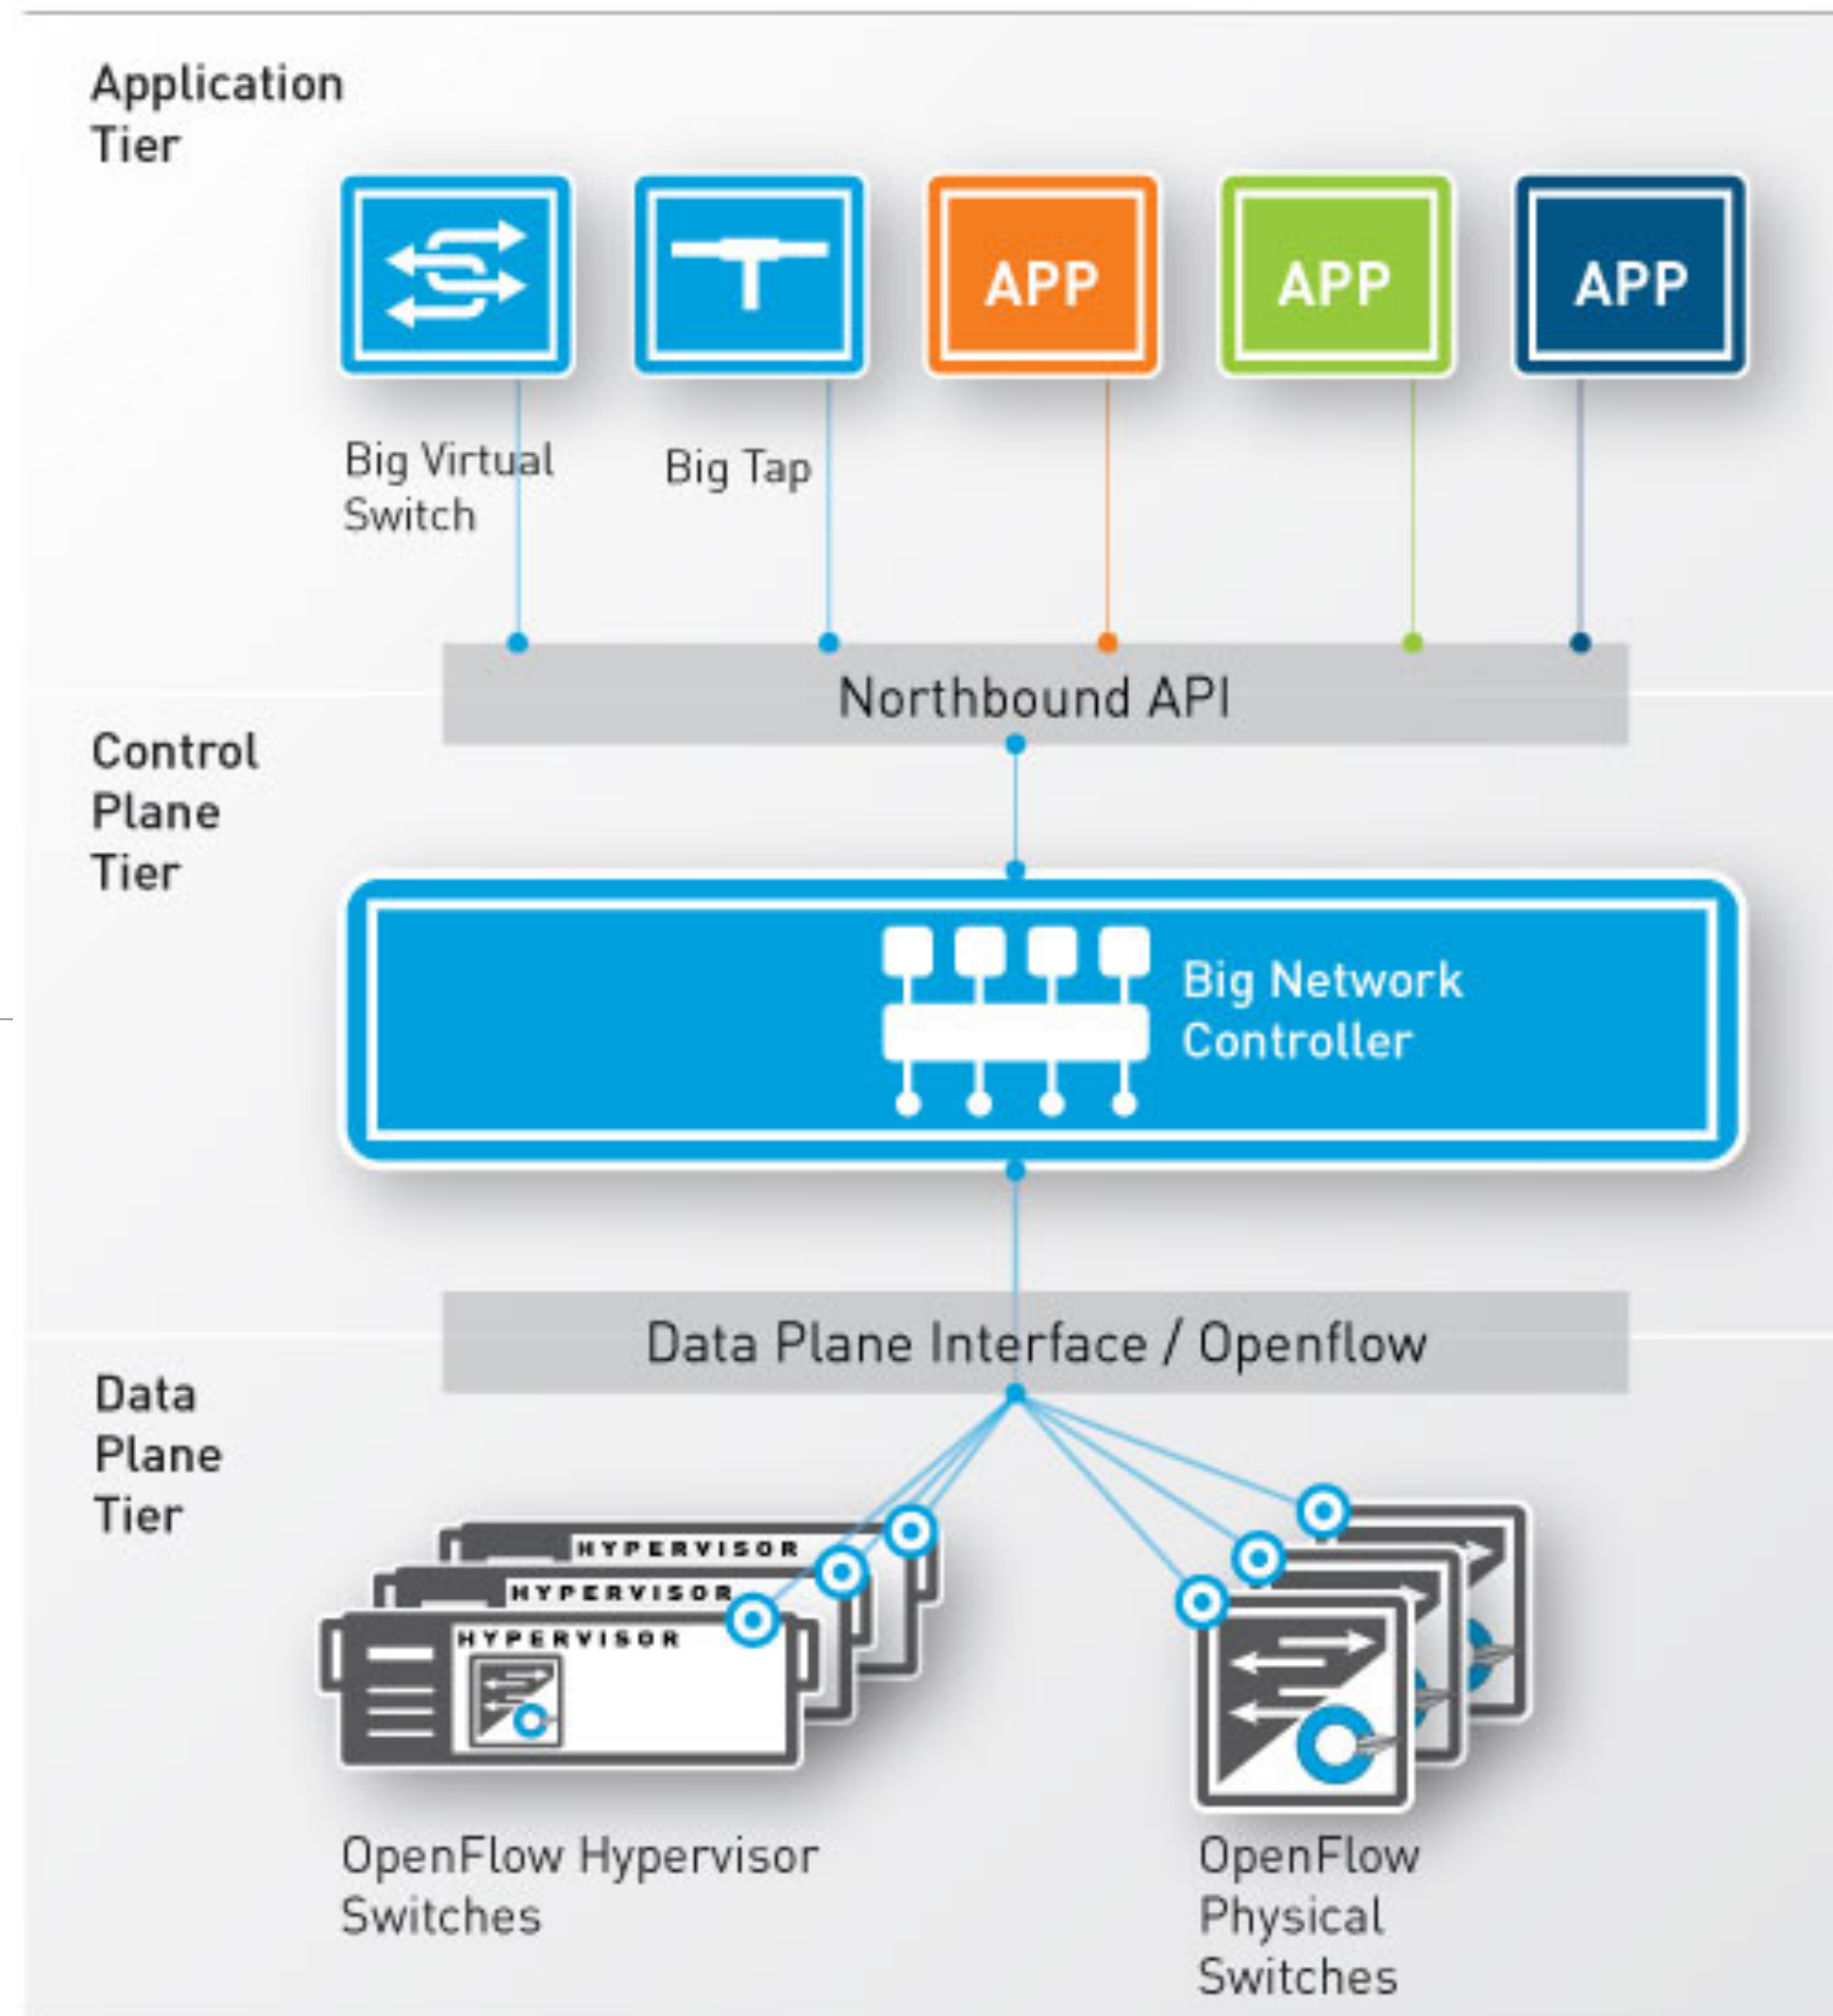 Application
Tier
APP
APP
APP
Big Virtual
Switch
Big Tap
Northbound API
Control
Plane
Tier
Big Network
Controller
Data Plane Interface / Openflow
Data
Plane
Tier
HYPERVISOR
HYPERVISOR
HYPERVISOR
OpenFlow Hypervisor
Switches
OpenFlow
Physical
Switches